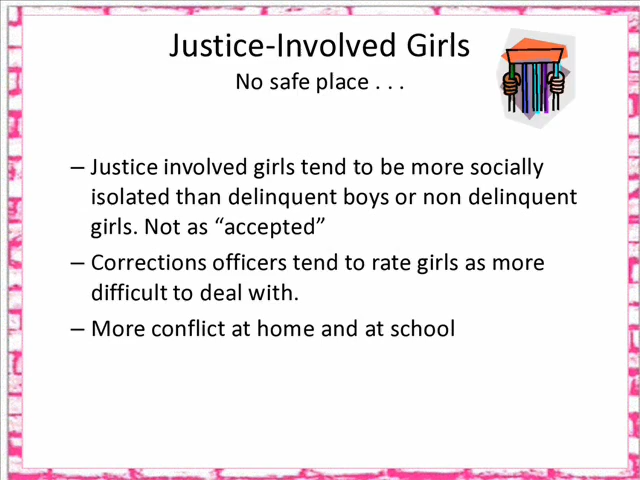 Justice-Involved Girls
No safe place . . .
– Justice involved girls tend to be more socially
isolated than delinquent boys or non delinquent
girls. Not as “accepted”
– Corrections officers tend to rate girls as more
difficult to deal with.
– More conflict at home and at school